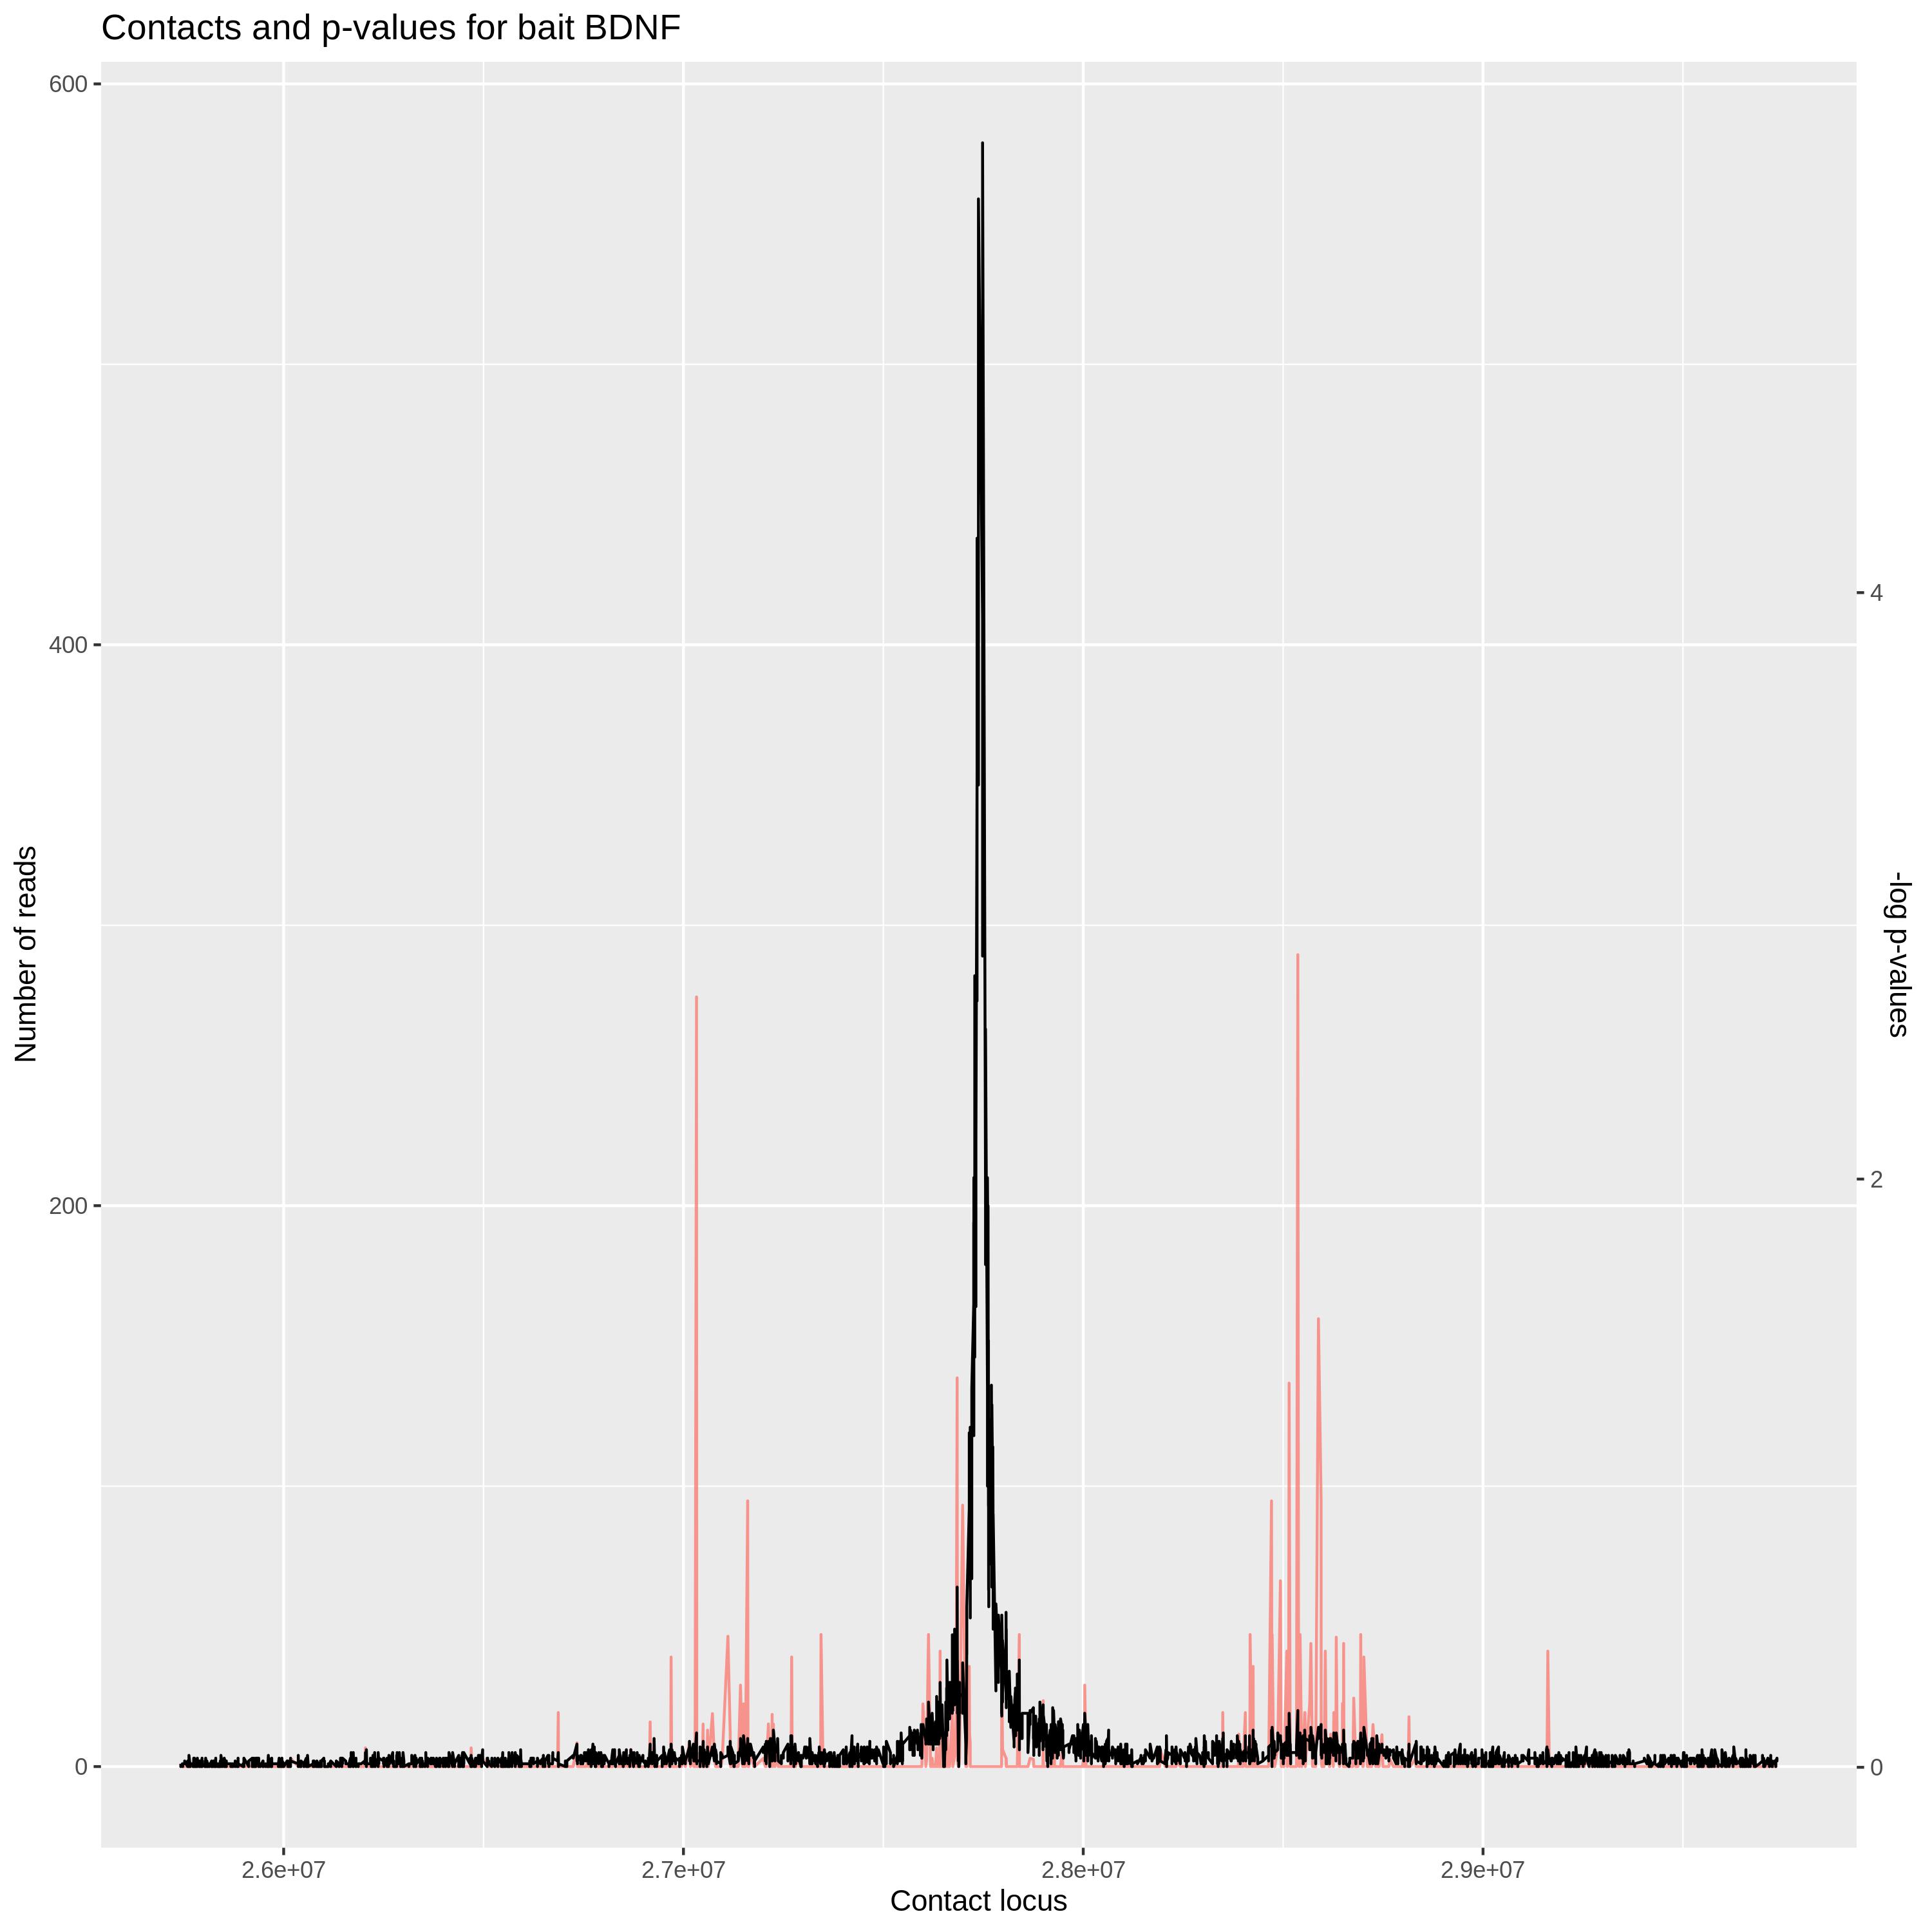 Contacts and p-values for bait BDNF
600
400
200
0
Number of reads
4
2
0
-log p-values
2.6e+07 2.7e+07 2.8e+07 2.9e+07
Contact locus